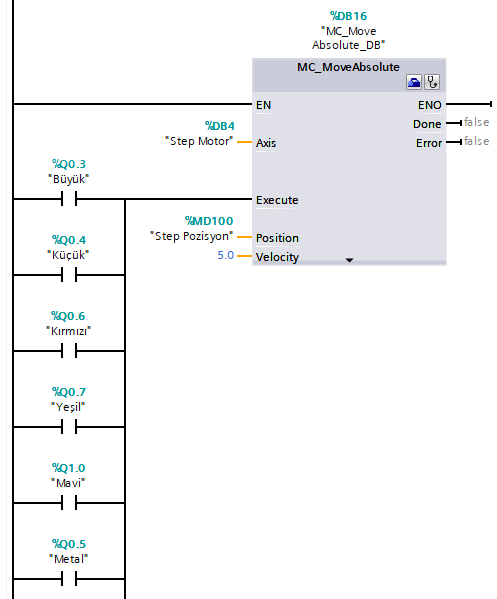 %DB16
"MC_Move
Absolute_DB"
MC_MoveAbsolute
EN
ENO
%DB4
"Step Motor"
Axis
Done
false
Error
false
%Q0.3
"Büyük"
Execute
%MD100
"Step Pozisyon"
Position
5.0
Velocity
%Q0.4
"Küçük"
%Q0.6
"Kırmızı"
%Q0.7
"Yeşil"
%Q1.0
"Mavi"
%Q0.5
"Metal"